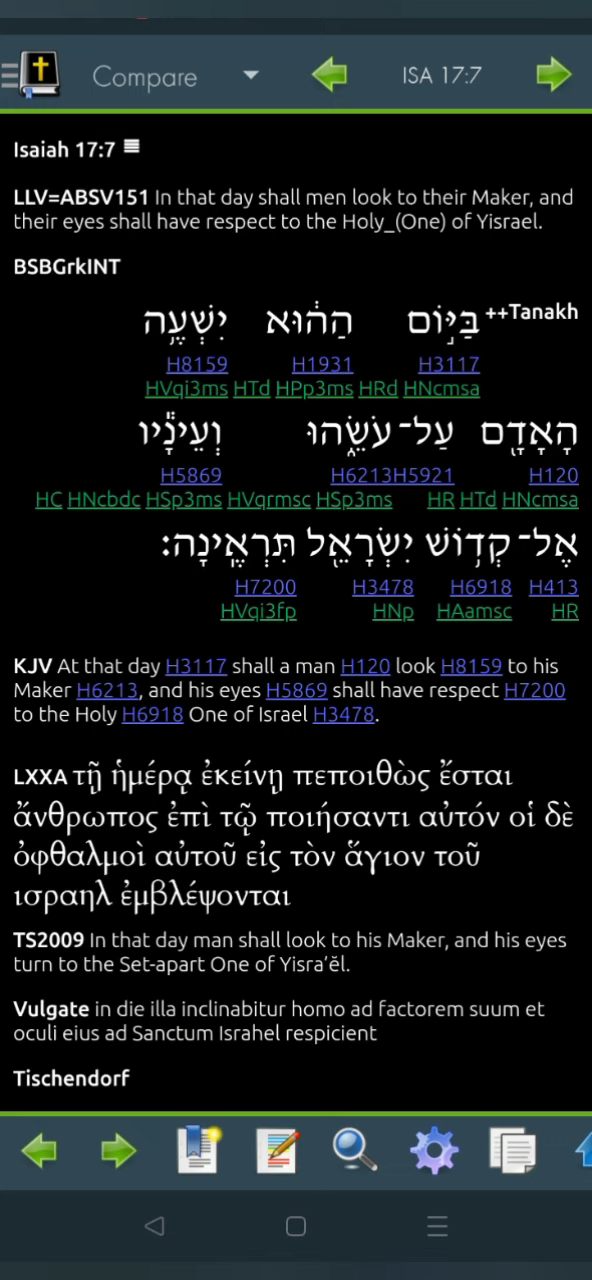 Compare
ISA 17:7
Isaiah 17:7
LLV=ABSV151 In that day shall men look to their Maker, and
their eyes shall have respect to the Holy_(One) of Yisrael.
BSBGrkINT
++Tanakh בַּיּ֣וֹם הַה֔וּא יִשְׁעֶ֥ה
H8159 H1931 H3117
HVqi3ms HTd HPp3ms HRd HNcmsa
הָאָדָ֖ם עַל־ עֹשֵׂ֑הוּ וְעֵינָ֕יו
H5869 H6213H5921 H120
HC HNcbdc HSp3ms HVqrmsc HSp3ms HR HTd HNcmsa
אֶל־ קְד֥וֹשׁ יִשְׂרָאֵ֖ל תִּרְאֶֽינָה׃
H7200 H3478 H6918 H413
HVqi3fp HNp HAamsc HR
KJV At that day H3117 shall a man H120 look H8159 to his
Maker H6213, and his eyes H5869 shall have respect H7200
to the Holy H6918 One of Israel H3478.
LXXA τῇ ἡμέρᾳ ἐκείνῃ πεποιθὼς ἔσται
ἄνθρωπος ἐπὶ τῷ ποιήσαντι αὐτόν οἱ δὲ
ὀφθαλμοὶ αὐτοῦ εἰς τὸν ἅγιον τοῦ
ισραηλ ἐμβλέψονται
TS2009 In that day man shall look to his Maker, and his eyes
turn to the Set-apart One of Yisra’ĕl.
Vulgate in die illa inclinabitur homo ad factorem suum et
oculi eius ad Sanctum Israhel respicient
Tischendorf